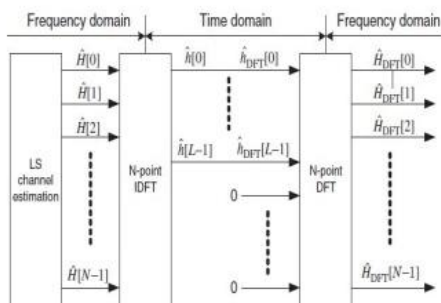 Frequency domain Time domain Frequency domain
Ĥ[0] ĥ[0] ĥ_DFT[0] Ĥ_DFT[0]
Ĥ[1] Ĥ_DFT[1]
Ĥ[2] Ĥ_DFT[2]
LS
channel
estimation
N-point
IDFT
ĥ[L–1] ĥ_DFT[L–1]
N-point
DFT
0
0
Ĥ[N–1] Ĥ_DFT[N–1]